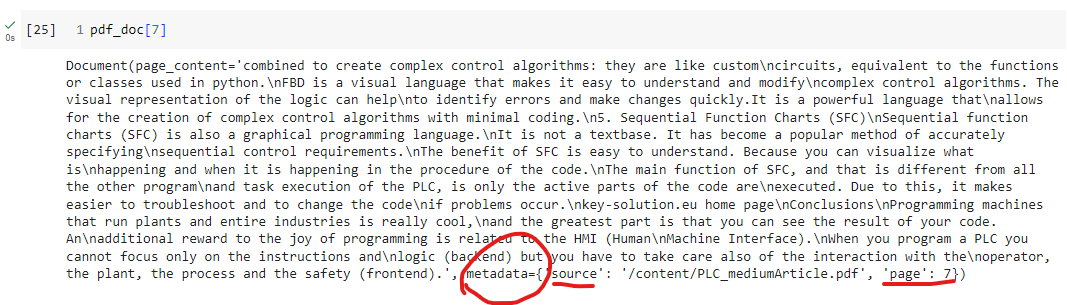 [25] 1 pdf_doc[7]
0s
Document(page_content='combined to create complex control algorithms: they are like custom\ncircuits, equivalent to the functions
or classes used in python.\nFBD is a visual language that makes it easy to understand and modify\ncomplex control algorithms. The
visual representation of the logic can help\nto identify errors and make changes quickly.It is a powerful language that\nallows
for the creation of complex control algorithms with minimal coding.\n5. Sequential Function Charts (SFC)\nSequential function
charts (SFC) is also a graphical programming language.\nIt is not a textbase. It has become a popular method of accurately
specifying\nsequential control requirements.\nThe benefit of SFC is easy to understand. Because you can visualize what
is\nhappening and when it is happening in the procedure of the code.\nThe main function of SFC, and that is different from all
the other program\nand task execution of the PLC, is only the active parts of the code are\nexecuted. Due to this, it makes
easier to troubleshoot and to change the code\nif problems occur.\nkey-solution.eu home page\nConclusions\nProgramming machines
that run plants and entire industries is really cool,\nand the greatest part is that you can see the result of your code.
An\nadditional reward to the joy of programming is related to the HMI (Human\nMachine Interface).\nWhen you program a PLC you
cannot focus only on the instructions and\nlogic (backend) but you have to take care also of the interaction with the\noperator,
the plant, the process and the safety (frontend).', metadata={'source': '/content/PLC_mediumArticle.pdf', 'page': 7})